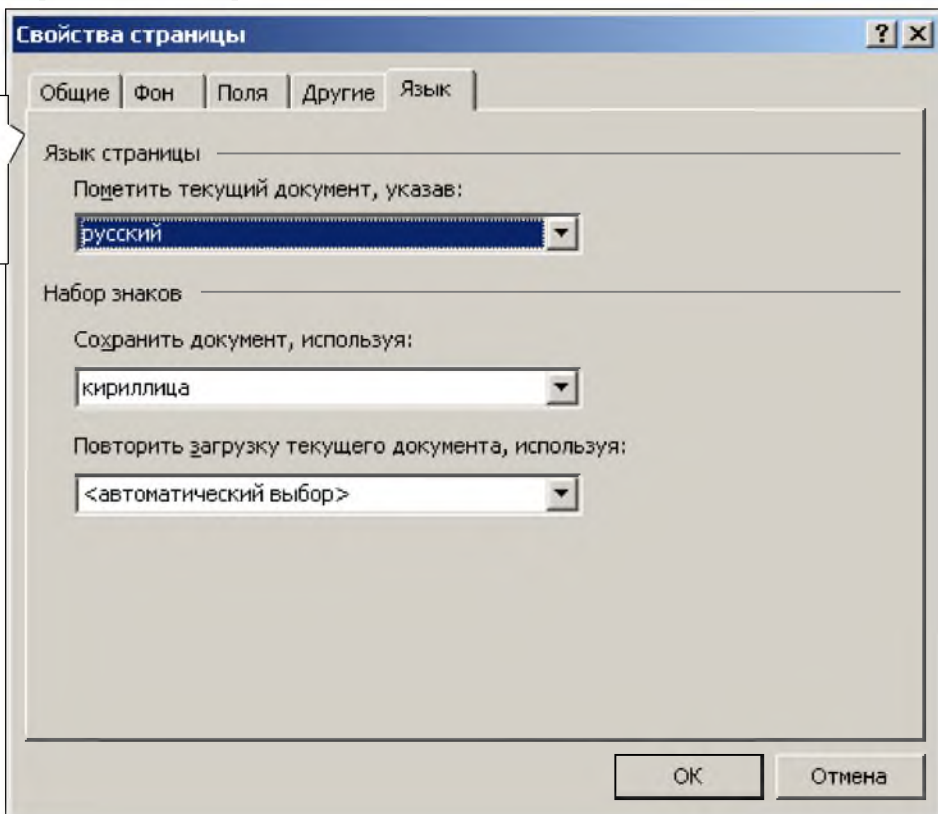 Свойства страницы
Общие Фон Поля Другие Язык
Язык страницы
Пометить текущий документ, указав:
русский
Набор знаков
Сохранить документ, используя:
кириллица
Повторить загрузку текущего документа, используя:
<автоматический выбор>
ОК Отмена